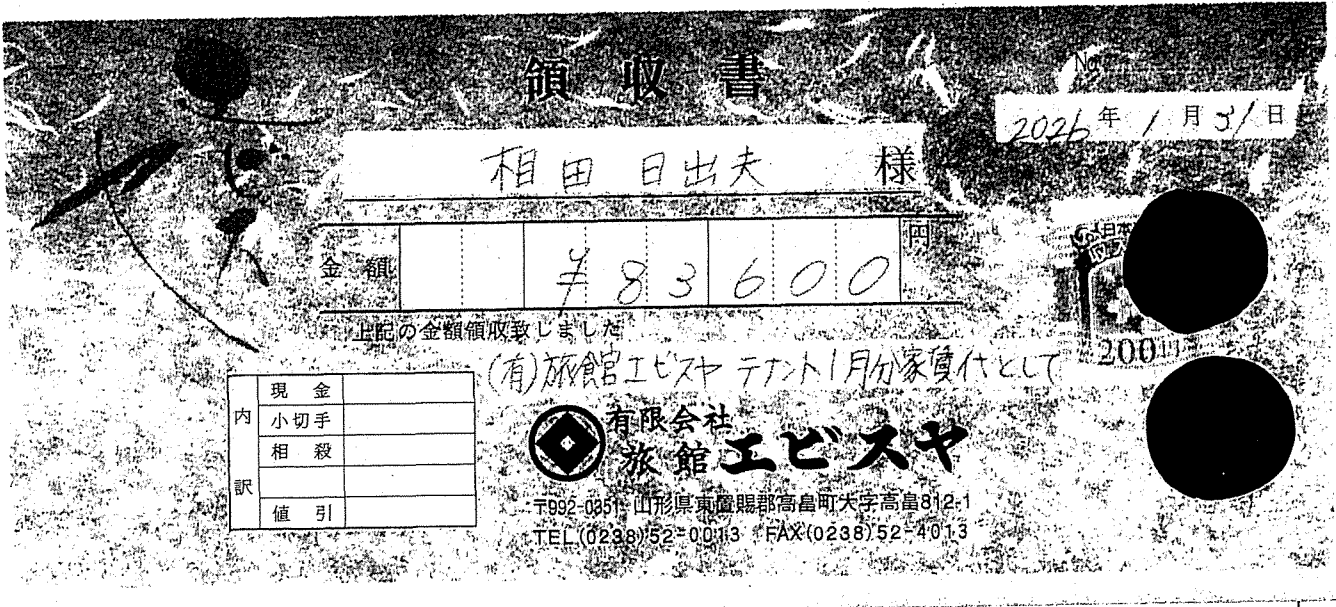 領収書
No.
2026年1月31日
相田 日出夫 様
金額 ¥83600円
上記の金額領収致しました
(有)旅館エビスヤ テナント1月分家賃代として
200円
内訳
現金
小切手
相殺
値引
有限会社
旅館エビスヤ
〒992-0351 山形県東置賜郡高畠町大字高畠812-1
TEL(0238)52-0013 FAX(0238)52-4013